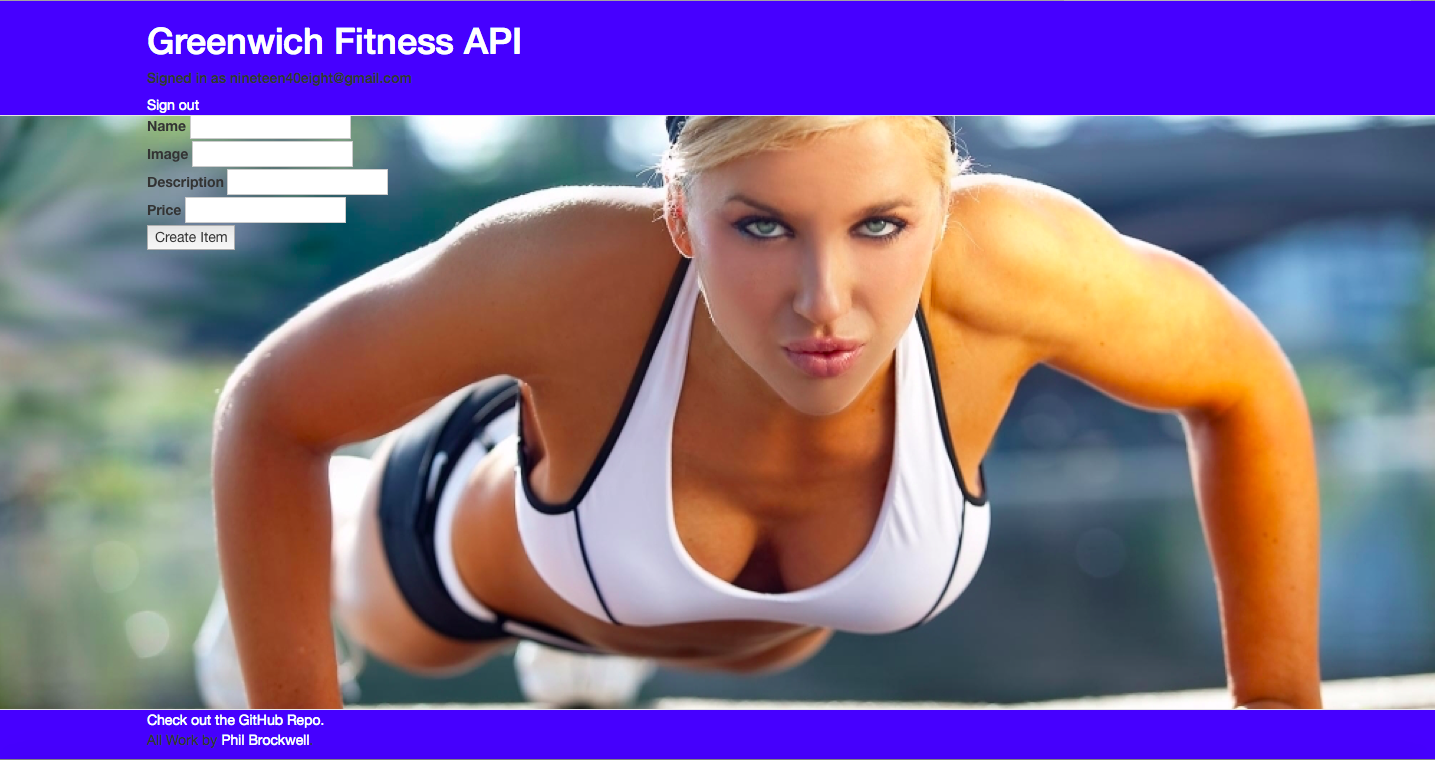 Greenwich Fitness API
Signed in as nineteen40eight@gmail.com
Sign out
Name
Image
Description
Price
Create Item
Check out the GitHub Repo.
All Work by Phil Brockwell